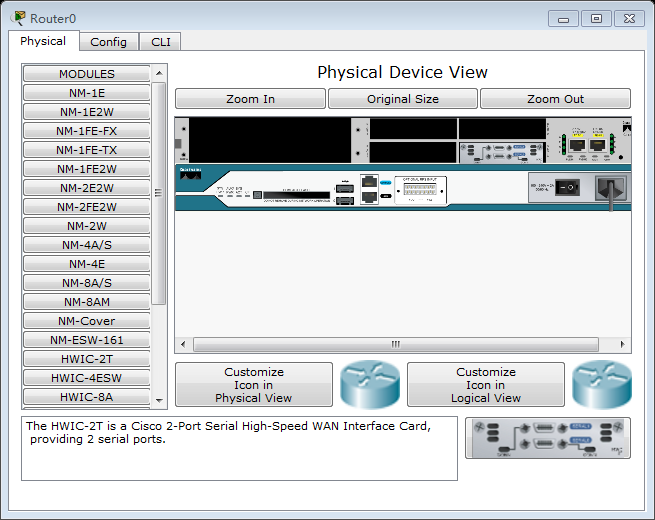 Router0
Physical
Config
CLI
MODULES
NM-1E
NM-1E2W
NM-1FE-FX
NM-1FE-TX
NM-1FE2W
NM-2E2W
NM-2FE2W
NM-2W
NM-4A/S
NM-4E
NM-8A/S
NM-8AM
NM-Cover
NM-ESW-161
HWIC-2T
HWIC-4ESW
HWIC-8A
Physical Device View
Zoom In
Original Size
Zoom Out
OPTIONAL RPS INPUT
Customize
Icon in
Physical View
Customize
Icon in
Logical View
The HWIC-2T is a Cisco 2-Port Serial High-Speed WAN Interface Card,
providing 2 serial ports.